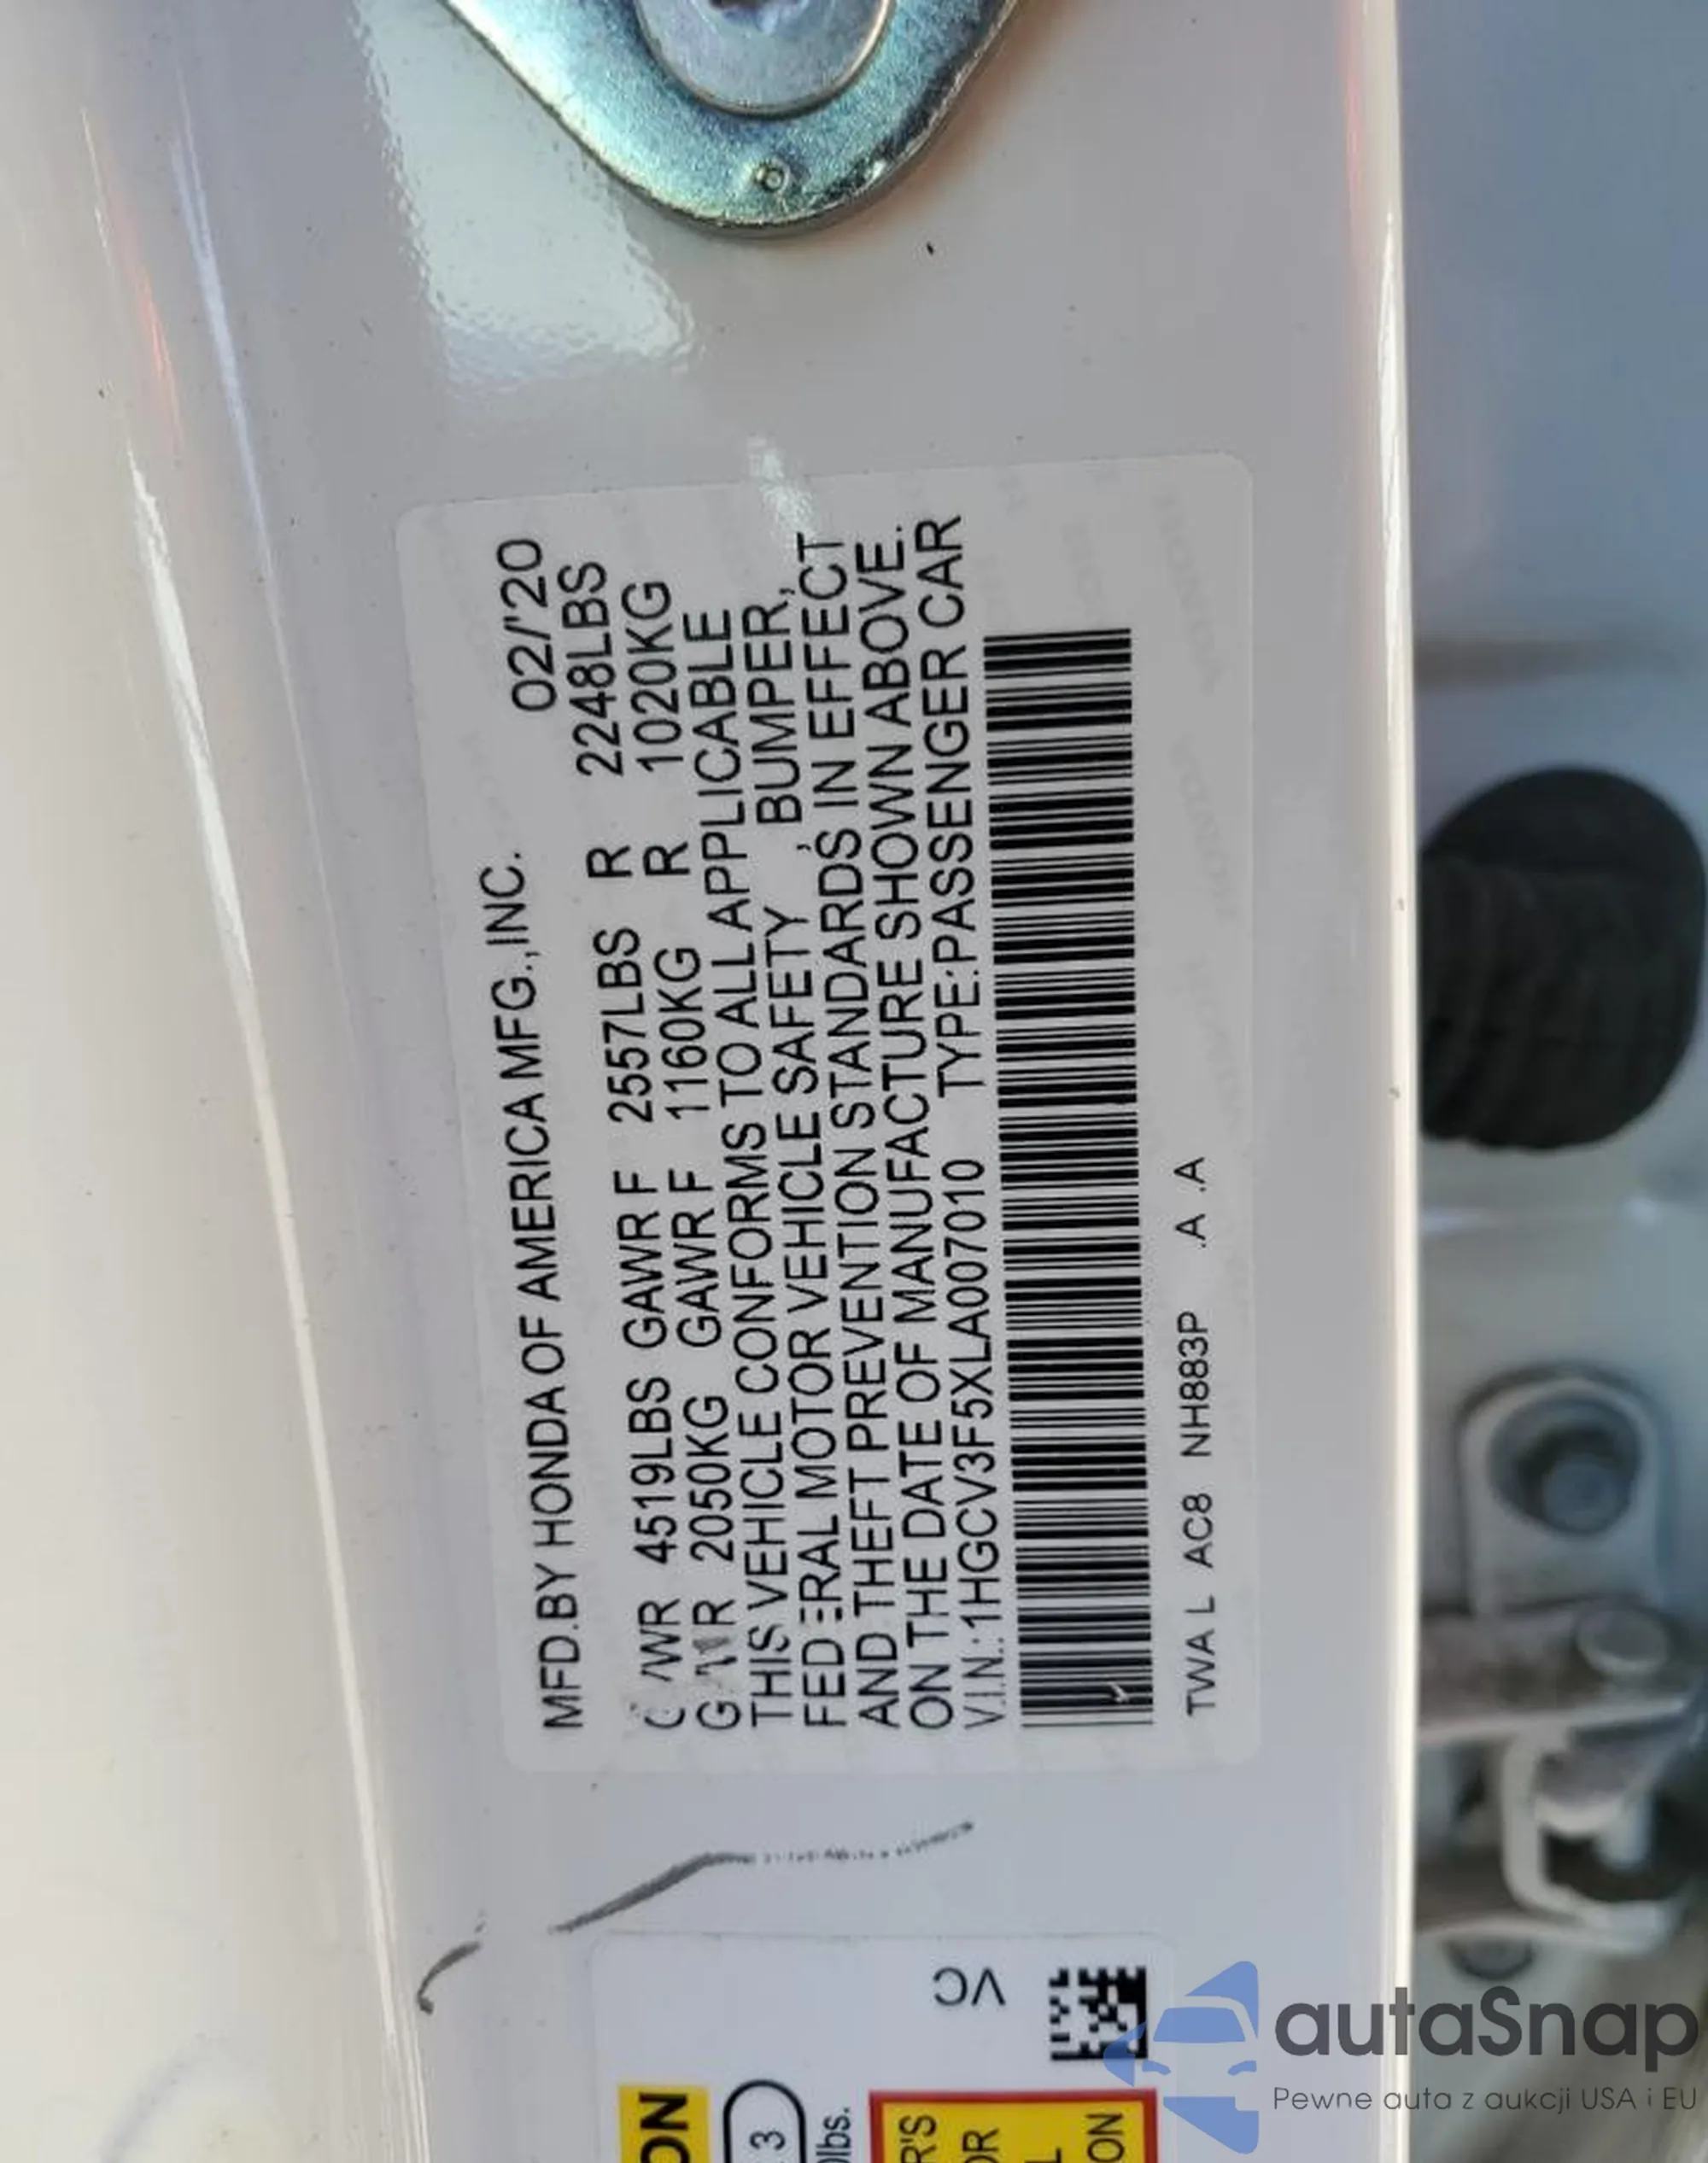 MFD.BY HONDA OF AMERICA MFG.,INC. 02/'20
4519LBS GAWR F 2557LBS R 2248LBS
2050KG GAWR F 1160KG R 1020KG
THIS VEHICLE CONFORMS TO ALL APPLICABLE
FEDERAL MOTOR VEHICLE SAFETY , BUMPER,
AND THEFT PREVENTION STANDARDS IN EFFECT
ON THE DATE OF MANUFACTURE SHOWN ABOVE.
V.I.N.:1HGCV3F5XLA007010 TYPE:PASSENGER CAR
TWA L AC8 NH883P .A .A
VC
3
autaSnap
Pewne auta z aukcji USA i EU